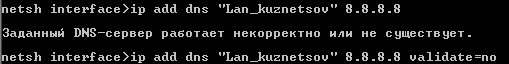 netsh interface>ip add dns "Lan_kuznetsov" 8.8.8.8
Заданный DNS-сервер работает некорректно или не существует.
netsh interface>ip add dns "Lan_kuznetsov" 8.8.8.8 validate=no